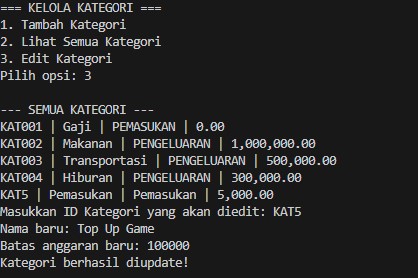 === KELOLA KATEGORI ===
1. Tambah Kategori
2. Lihat Semua Kategori
3. Edit Kategori
Pilih opsi: 3

--- SEMUA KATEGORI ---
KAT001 | Gaji | PEMASUKAN | 0.00
KAT002 | Makanan | PENGELUARAN | 1,000,000.00
KAT003 | Transportasi | PENGELUARAN | 500,000.00
KAT004 | Hiburan | PENGELUARAN | 300,000.00
KAT5 | Pemasukan | Pemasukan | 5,000.00
Masukkan ID Kategori yang akan diedit: KAT5
Nama baru: Top Up Game
Batas anggaran baru: 100000
Kategori berhasil diupdate!